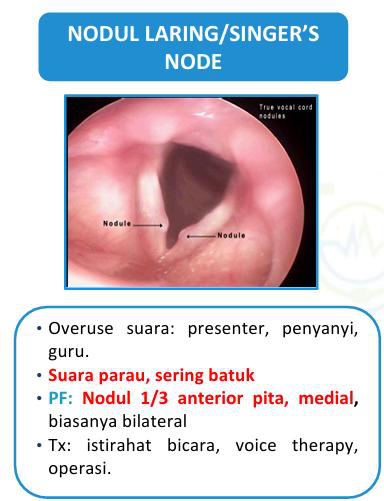 NODUL LARING/SINGER’S
NODE
True vocal cord
nodules
Nodule
Nodule
• Overuse suara: presenter, penyanyi,
guru.
• Suara parau, sering batuk
• PF: Nodul 1/3 anterior pita, medial,
biasanya bilateral
• Tx: istirahat bicara, voice therapy,
operasi.